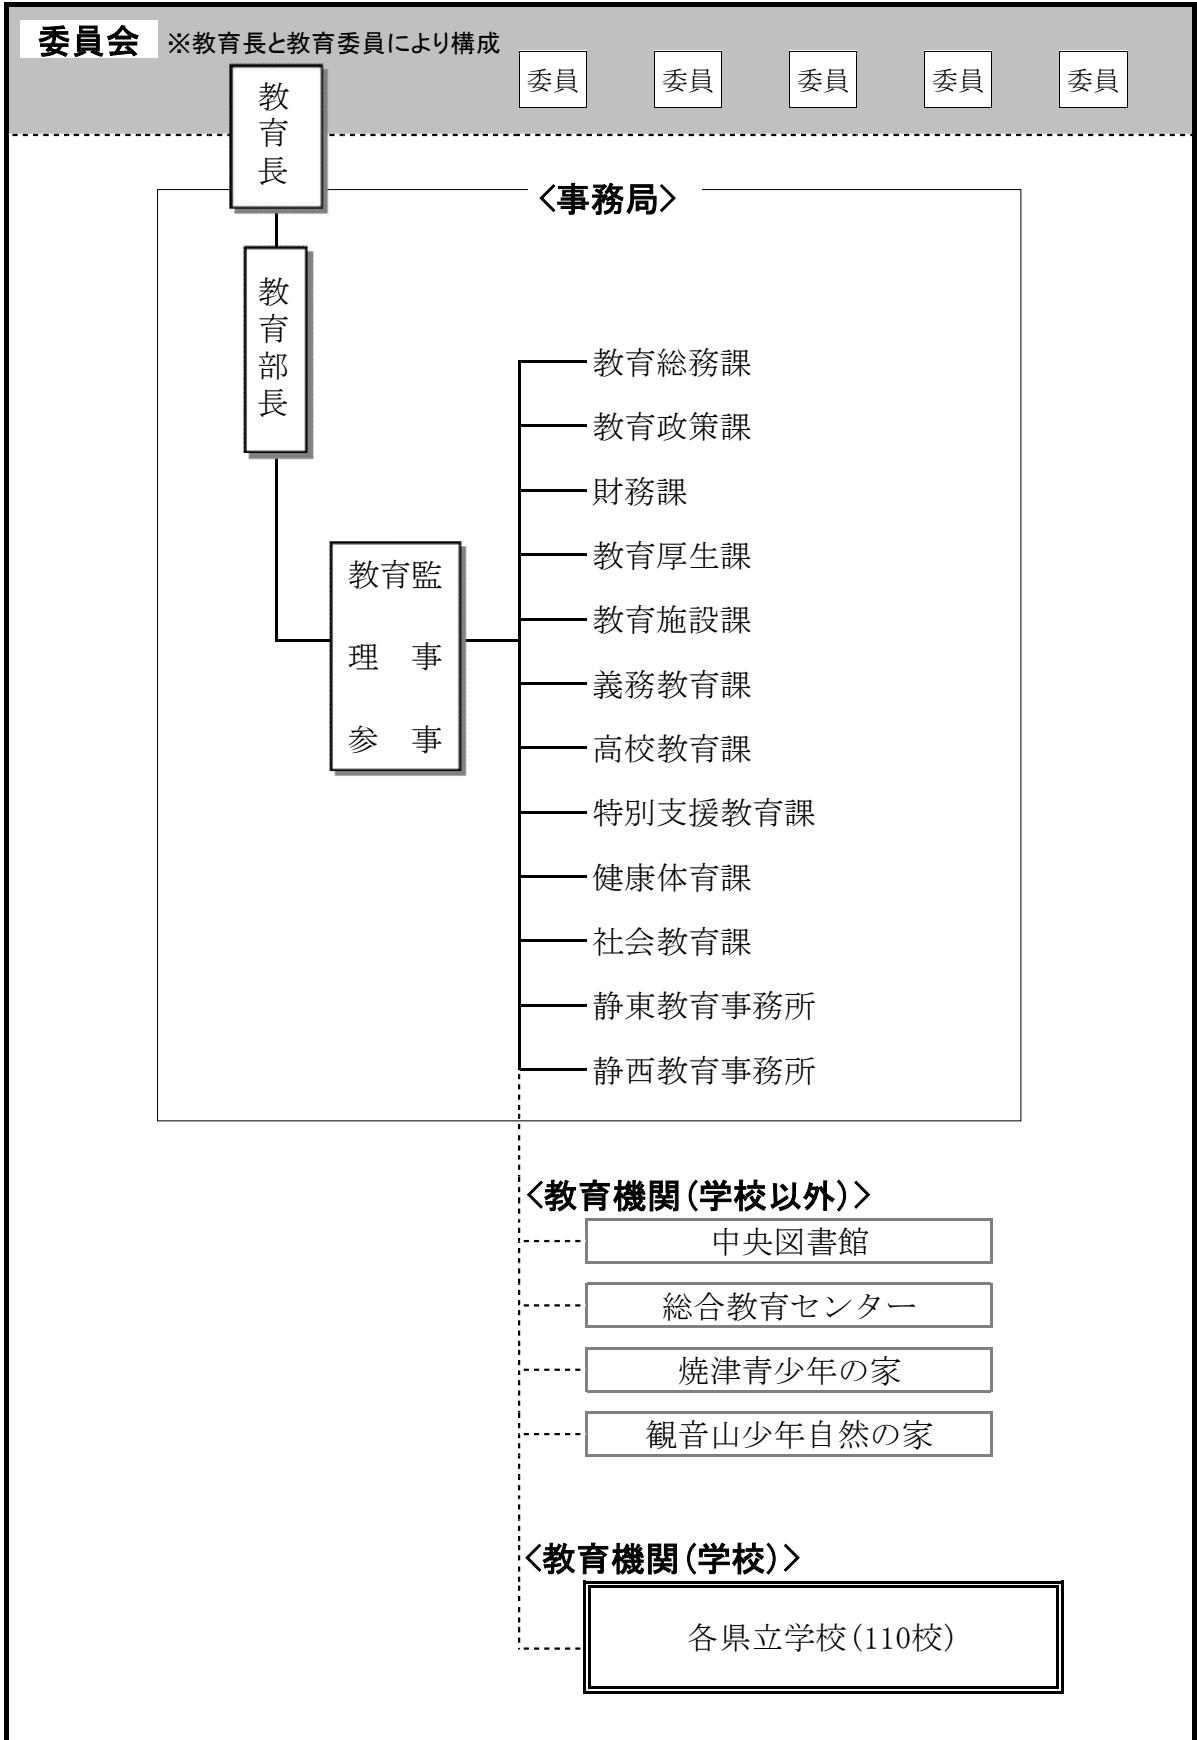 委員会 ※教育長と教育委員により構成
委員 委員 委員 委員 委員
教育長
<事務局>
教育部長
教育総務課
教育政策課
財務課
教育厚生課
教育監
教育施設課
理　事
義務教育課
参　事
高校教育課
特別支援教育課
健康体育課
社会教育課
静東教育事務所
静西教育事務所
<教育機関(学校以外)>
中央図書館
総合教育センター
焼津青少年の家
観音山少年自然の家
<教育機関(学校)>
各県立学校(110校)